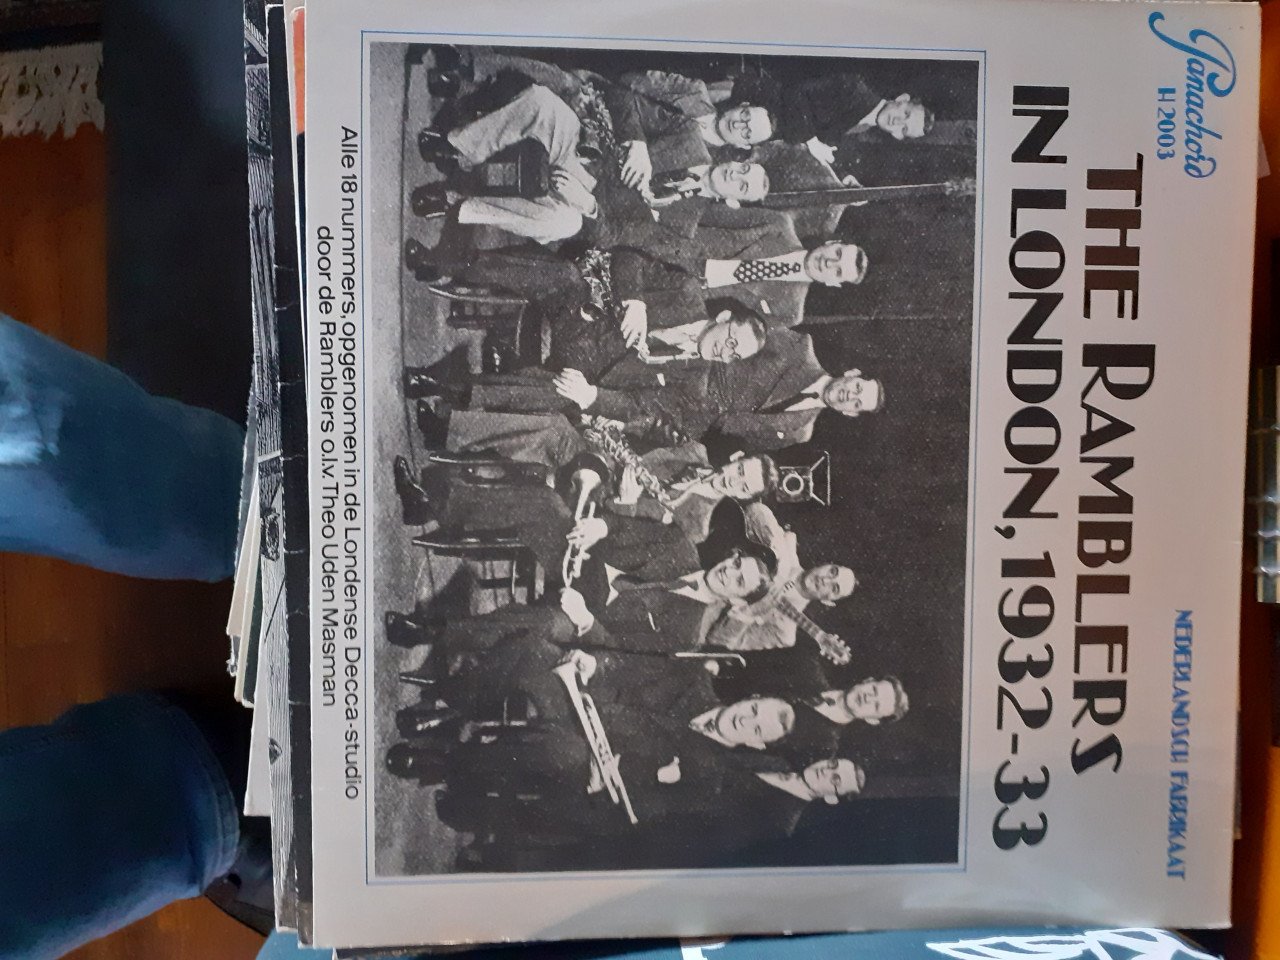 Panachord
H 2003
NEDERLANDSCH FABRIKAAT
THE RAMBLERS
IN LONDON, 1932-33
Alle 18 nummers, opgenomen in de Londense Decca-studio
door de Ramblers o.l.v. Theo Uden Masman